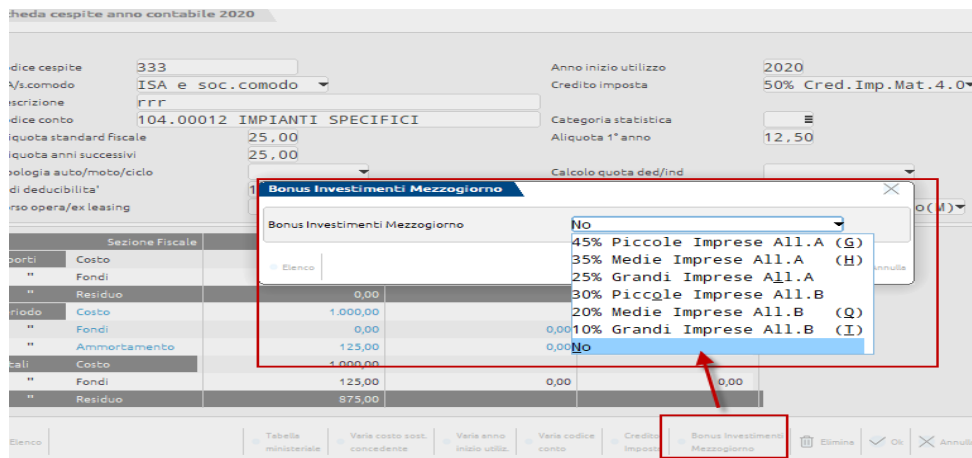 cheda cespite anno contabile 2020
dice cespite 333 Anno inizio utilizzo 2020
A/s.comodo ISA e soc.comodo Credito imposta 50% Cred.Imp.Mat.4.0
escrizione rrr
dice conto 104.00012 IMPIANTI SPECIFICI Categoria statistica
iquota standard fiscale 25,00 Aliquota 1° anno 12,50
iquota anni successivi 25,00
ologia auto/moto/ciclo Calcolo quota ded/ind
di deducibilita' 1
rso opera/ex leasing o(M)
Bonus Investimenti Mezzogiorno
Bonus Investimenti Mezzogiorno No
45% Piccole Imprese All.A (G)
35% Medie Imprese All.A (H)
25% Grandi Imprese All.A
30% Piccole Imprese All.B
20% Medie Imprese All.B (Q)
10% Grandi Imprese All.B (I)
No
Elenco nnulla
Sezione Fiscale
porti Costo
" Fondi
" Residuo 0,00
riodo Costo 1.000,00
" Fondi 0,00 0,00
" Ammortamento 125,00 0,00
tali Costo 1.000,00
" Fondi 125,00 0,00 0,00
" Residuo 875,00
Elenco
Tabella ministeriale
Varia costo sost. concedente
Varia anno inizio utiliz.
Varia codice conto
Credito Imposta
Bonus Investimenti Mezzogiorno
Elimina
Ok
Annulla